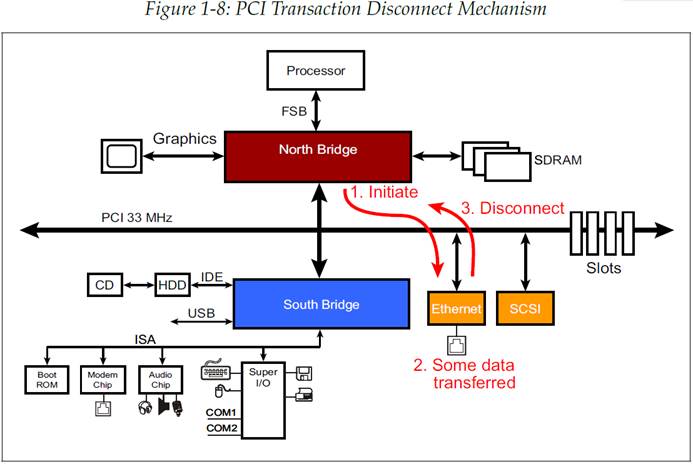 Figure 1-8: PCI Transaction Disconnect Mechanism
Processor
FSB
Graphics
North Bridge
SDRAM
1. Initiate
3. Disconnect
PCI 33 MHz
Slots
CD
HDD
IDE
South Bridge
Ethernet
SCSI
USB
ISA
2. Some data
transferred
Boot
ROM
Modem
Chip
Audio
Chip
Super
I/O
COM1
COM2